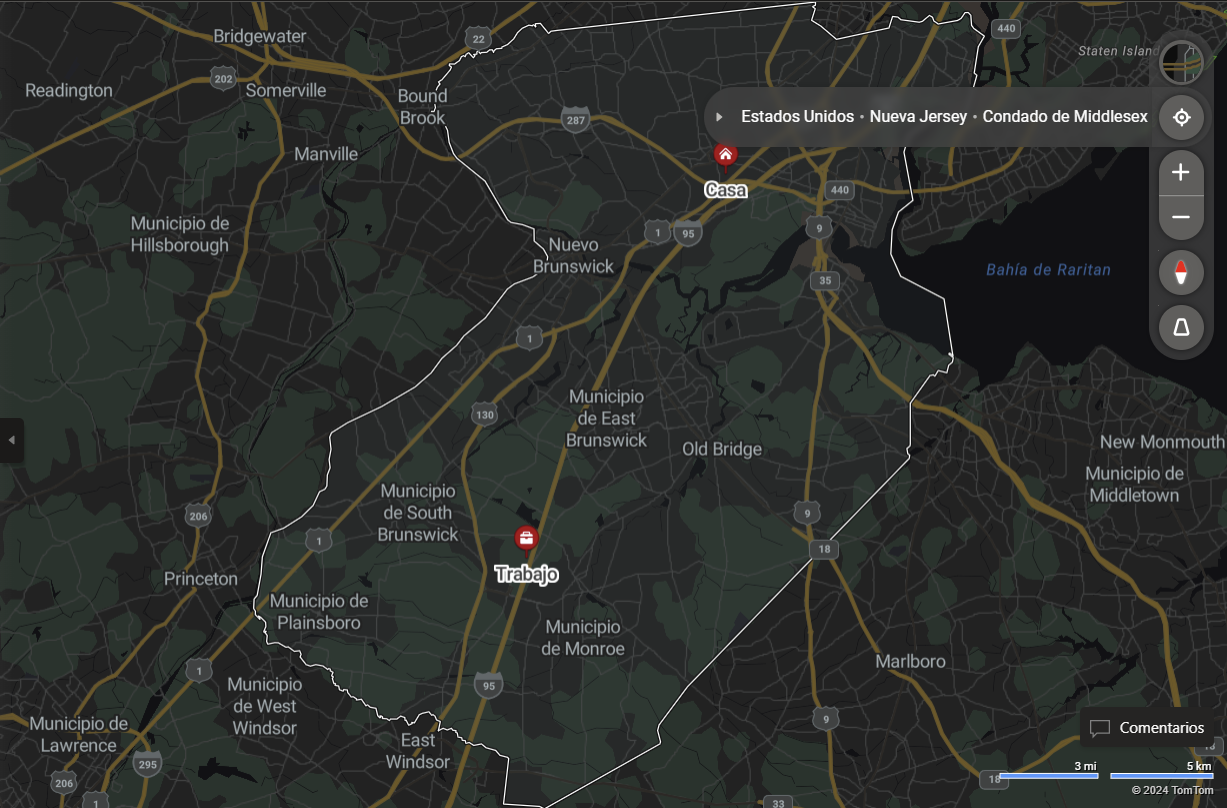 22
440
Bridgewater
Staten Island
202
Readington
Somerville
Bound
Brook
287
Estados Unidos • Nueva Jersey • Condado de Middlesex
Manville
Casa
440
Municipio de
Hillsborough
1
95
9
Nuevo
Brunswick
Bahía de Raritan
35
1
Municipio
de East
Brunswick
130
Old Bridge
New Monmouth
Municipio de
Middletown
Municipio
de South
Brunswick
206
9
1
Trabajo
18
Princeton
Municipio de
Plainsboro
Municipio
de Monroe
Marlboro
1
95
Municipio
de West
Windsor
9
Municipio de
Lawrence
Comentarios
East
Windsor
295
3 mi
5 km
206
18
1
33
© 2024 TomTom